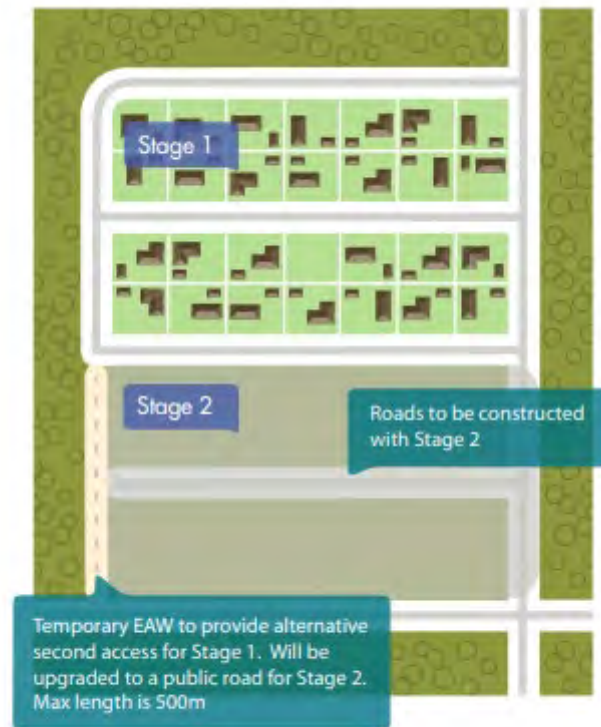 Stage 1
Stage 2
Roads to be constructed
with Stage 2
Temporary EAW to provide alternative
second access for Stage 1. Will be
upgraded to a public road for Stage 2.
Max length is 500m